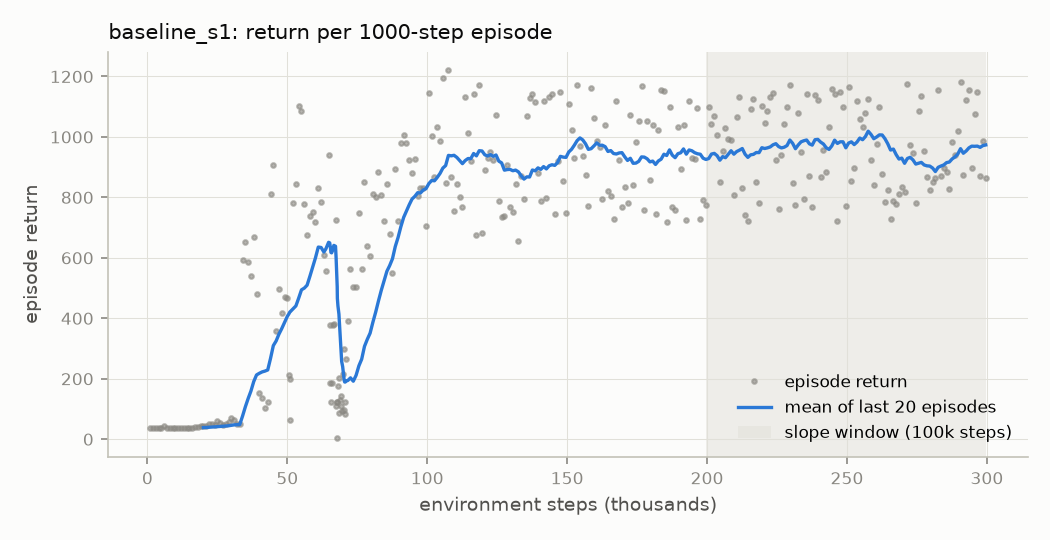 baseline_s1: return per 1000-step episode
episode return
1200
1000
800
600
400
200
0
episode return
mean of last 20 episodes
slope window (100k steps)
0 50 100 150 200 250 300
environment steps (thousands)